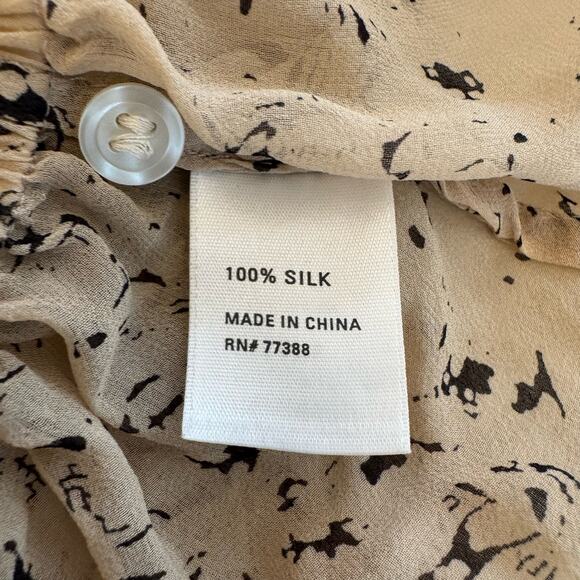 100% SILK
MADE IN CHINA
RN# 77388